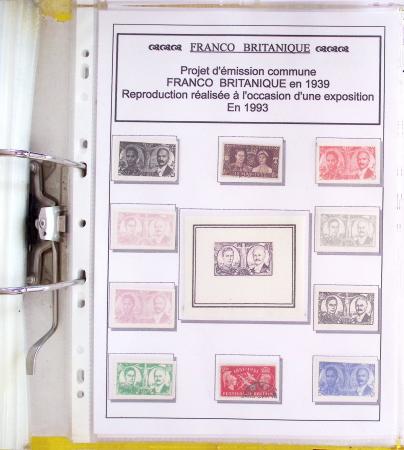 FRANCO BRITANIQUE
Projet d'émission commune
FRANCO BRITANIQUE en 1939
Reproduction réalisée à l'occasion d'une exposition
En 1993